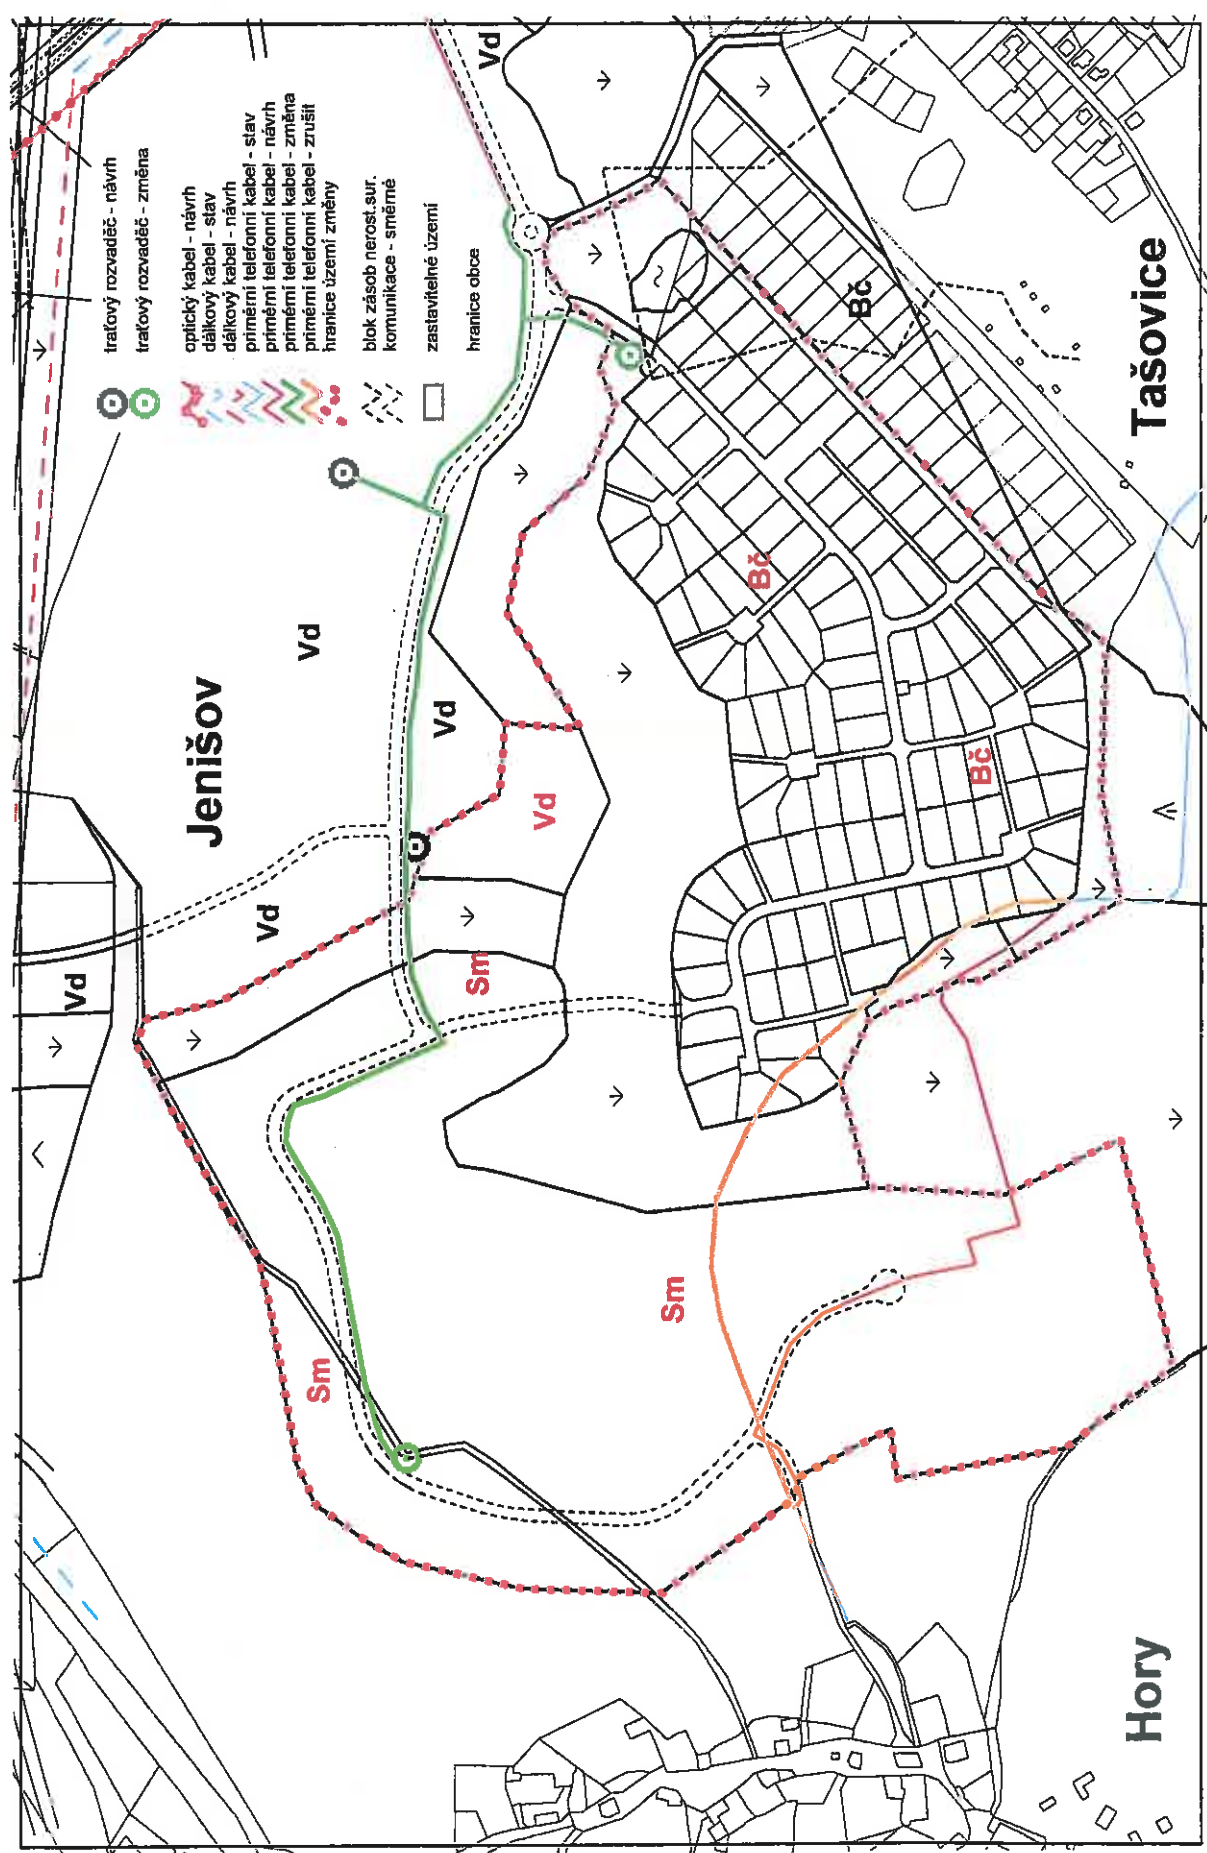 traťový rozvaděč - návrh
traťový rozvaděč - změna
optický kabel - návrh
dálkový kabel - stav
dálkový kabel - návrh
primérní telefonní kabel - stav
primérní telefonní kabel - návrh
primérní telefonní kabel - změna
primérní telefonní kabel - zrušit
hranice území změny
blok zásob nerost.sur.
komunikace - směrné
zastavitelné území
hranice obce
Jenišov
Tašovice
Hory
Vd
Vd
Vd
Vd
Vd
Vd
Sm
Sm
Sm
Bč
Bč
Bč